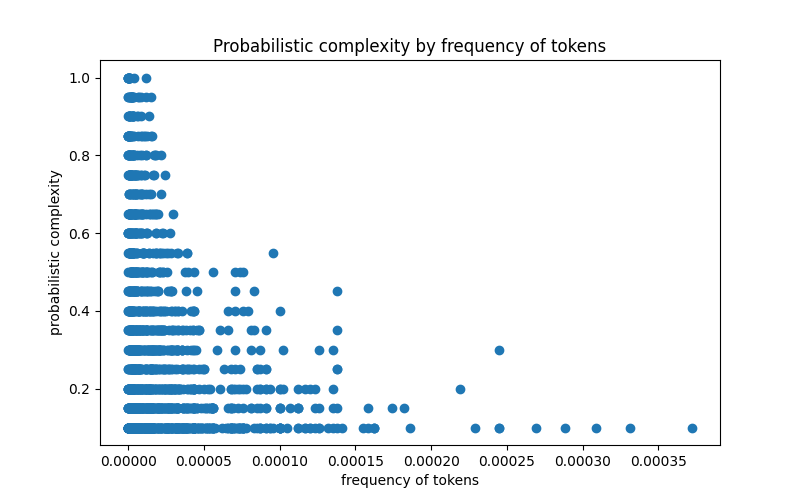 Probabilistic complexity by frequency of tokens
probabilistic complexity
1.0
0.8
0.6
0.4
0.2
0.00000 0.00005 0.00010 0.00015 0.00020 0.00025 0.00030 0.00035
frequency of tokens